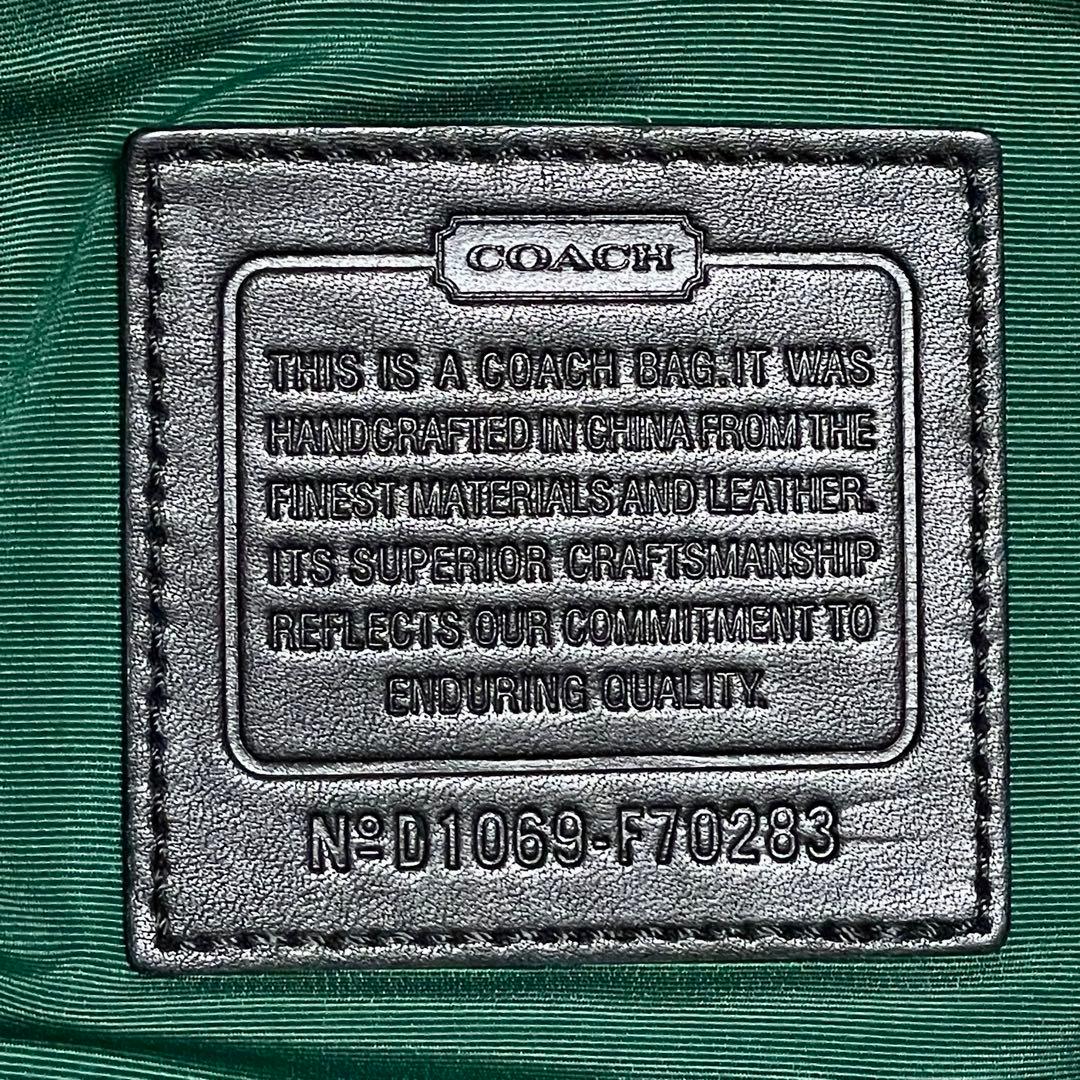 COACH
THIS IS A COACH BAG. IT WAS
HANDCRAFTED IN CHINA FROM THE
FINEST MATERIALS AND LEATHER.
ITS SUPERIOR CRAFTSMANSHIP
REFLECTS OUR COMMITMENT TO
ENDURING QUALITY.
Nº D1069-F70283